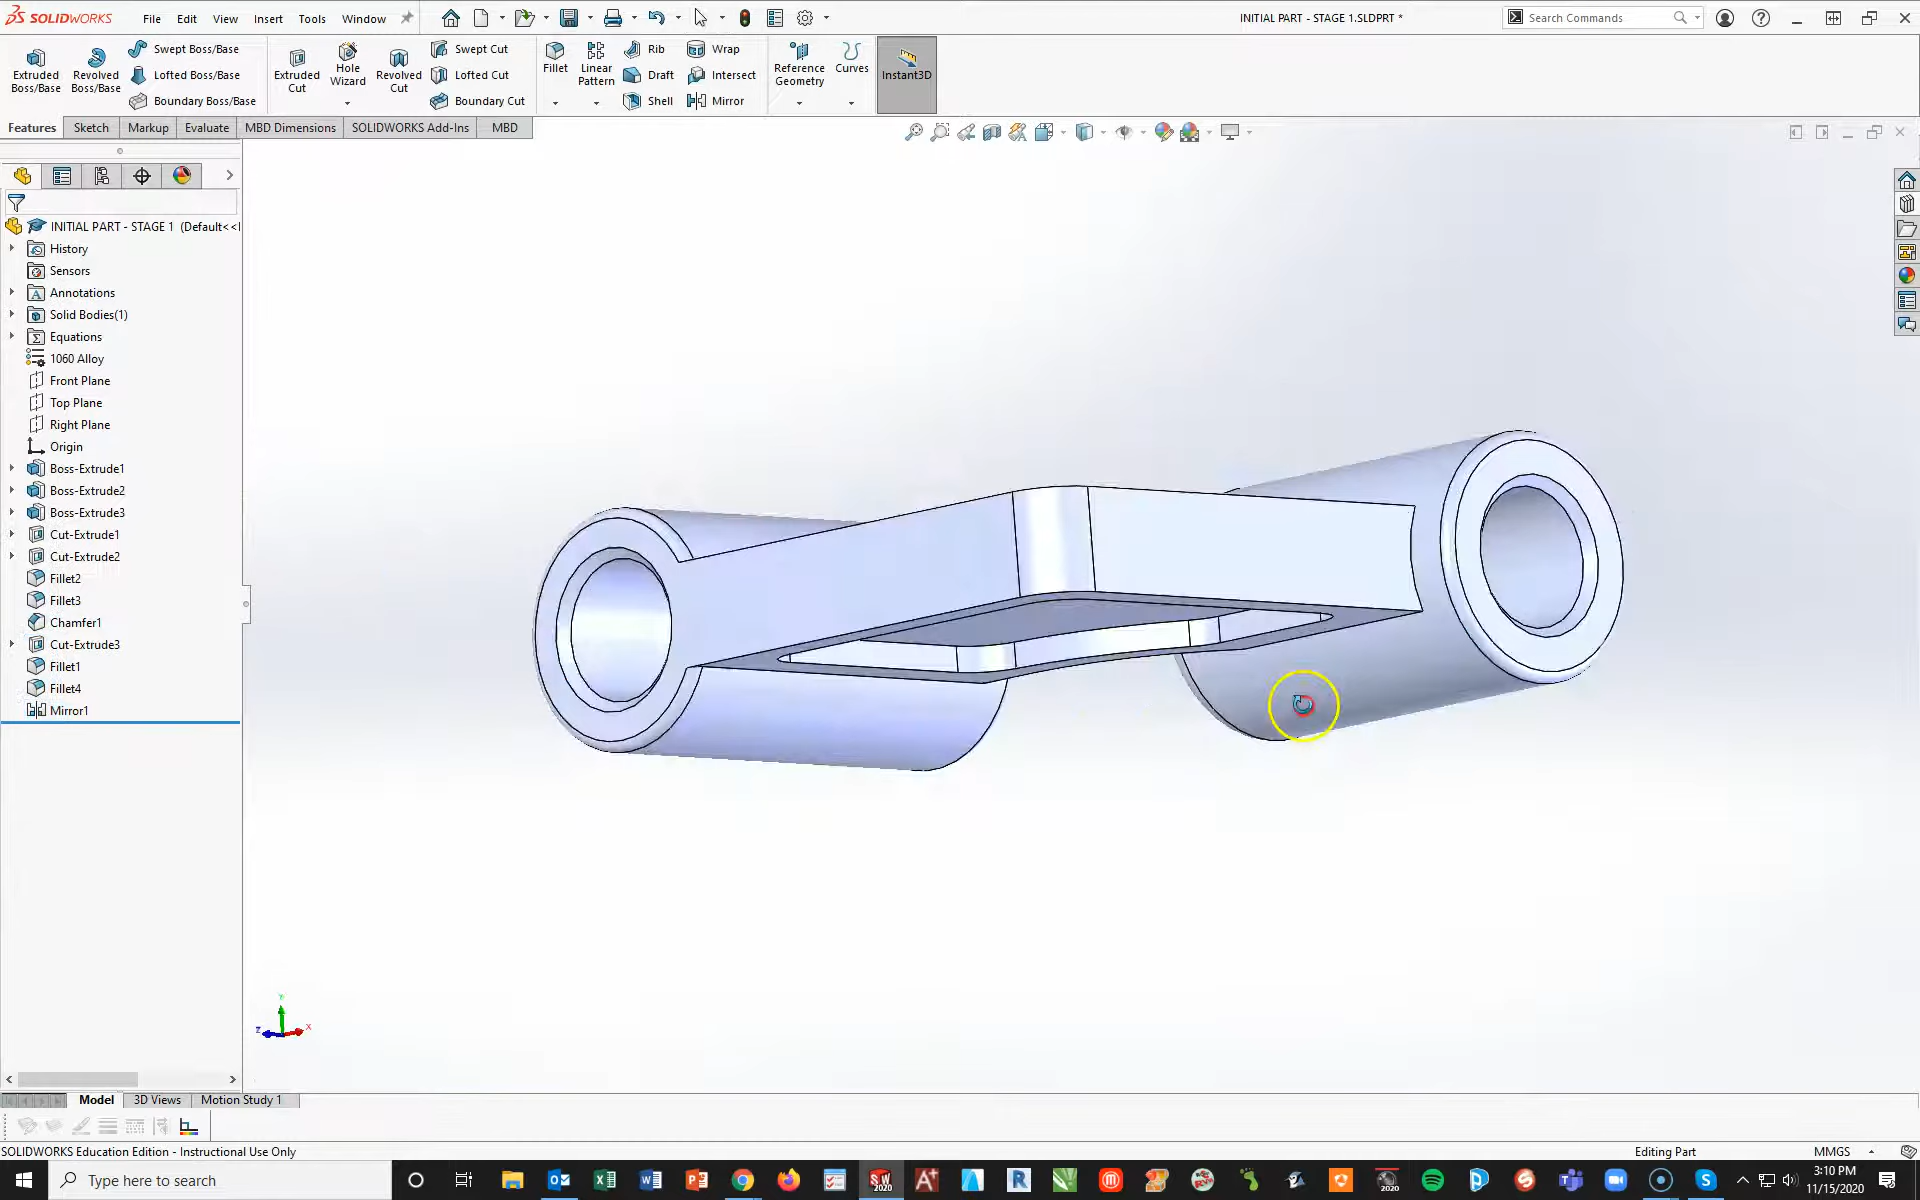 SOLIDWORKS File Edit View Insert Tools Window INITIAL PART - STAGE 1.SLDPRT * Search Commands
Extruded Boss/Base
Revolved Boss/Base
Swept Boss/Base
Lofted Boss/Base
Boundary Boss/Base
Extruded Cut
Hole Wizard
Revolved Cut
Swept Cut
Lofted Cut
Boundary Cut
Fillet
Linear Pattern
Rib
Draft
Shell
Wrap
Intersect
Mirror
Reference Geometry
Curves
Instant3D
Features Sketch Markup Evaluate MBD Dimensions SOLIDWORKS Add-Ins MBD
INITIAL PART - STAGE 1 (Default<<
History
Sensors
Annotations
Solid Bodies(1)
Equations
1060 Alloy
Front Plane
Top Plane
Right Plane
Origin
Boss-Extrude1
Boss-Extrude2
Boss-Extrude3
Cut-Extrude1
Cut-Extrude2
Fillet2
Fillet3
Chamfer1
Cut-Extrude3
Fillet1
Fillet4
Mirror1
Y
Z X
Model 3D Views Motion Study 1
SOLIDWORKS Education Edition - Instructional Use Only Editing Part MMGS
Type here to search
3:10 PM
11/15/2020